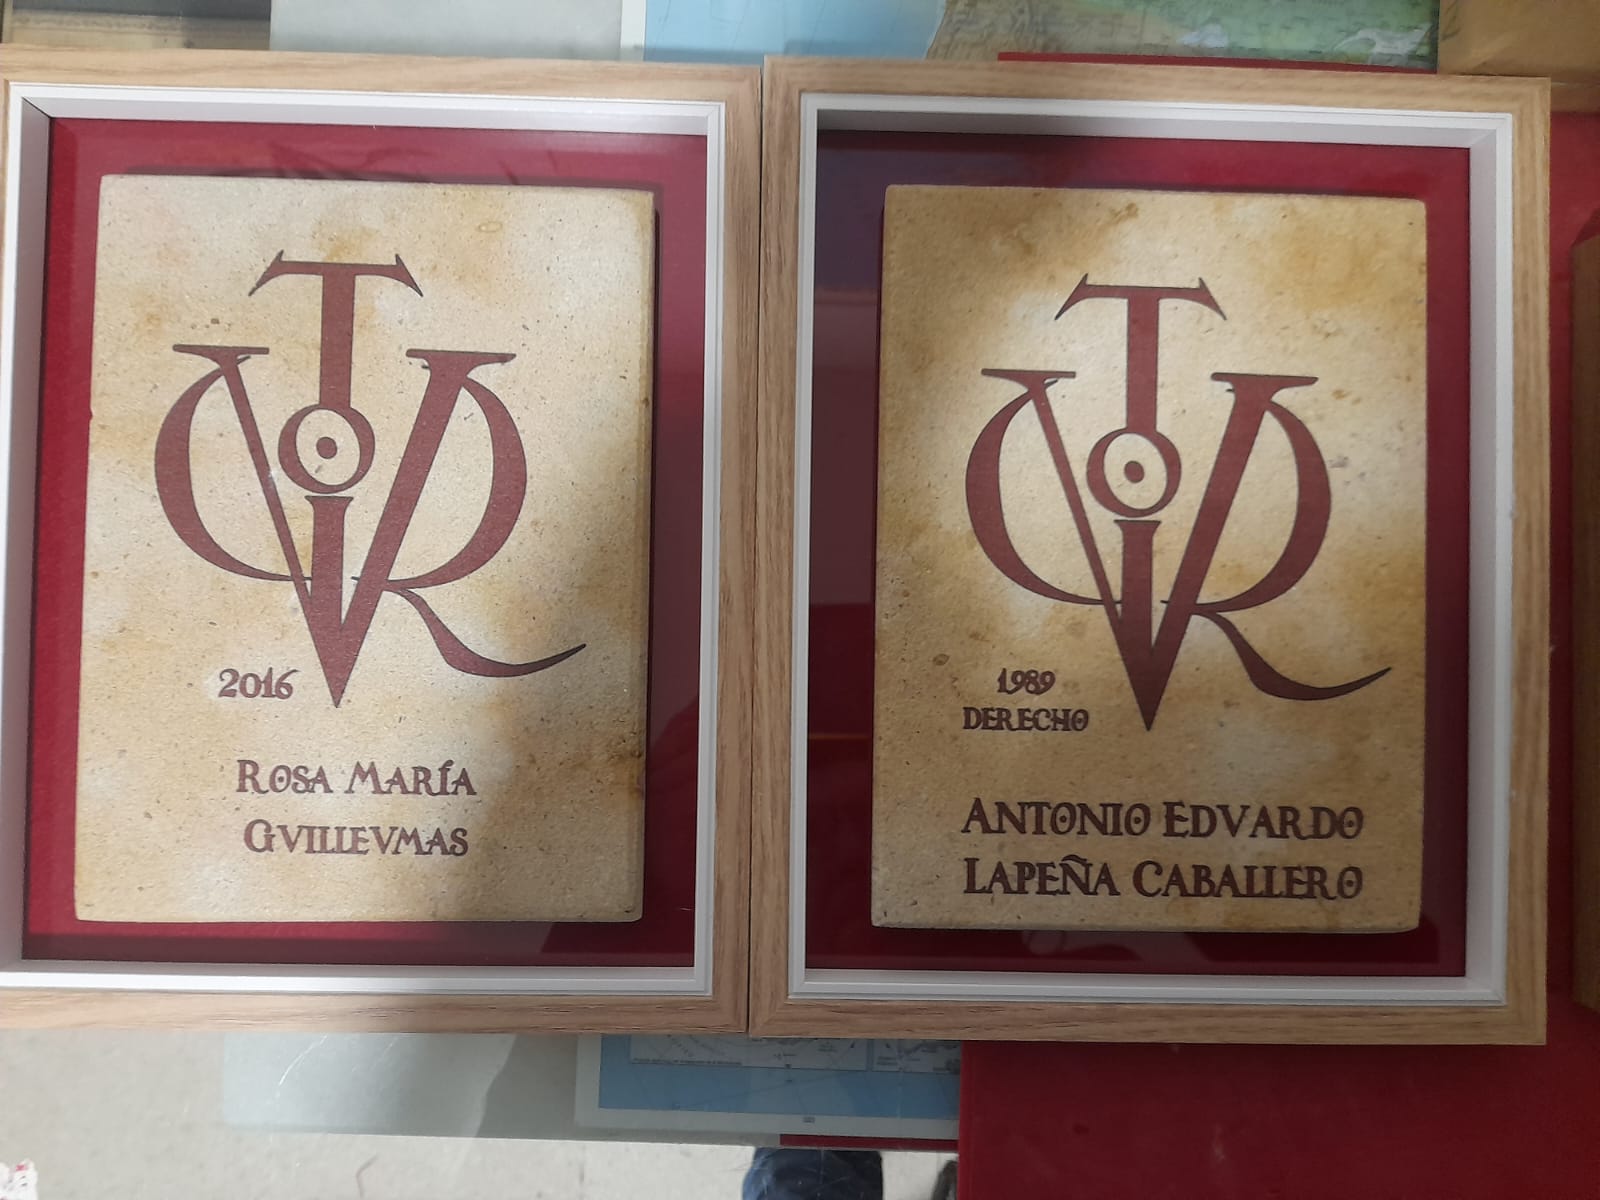 2016
ROSA MARÍA
GVILLEVMAS
1989
DERECHO
ANTONIO EDVARDO
LAPEÑA CABALLERO